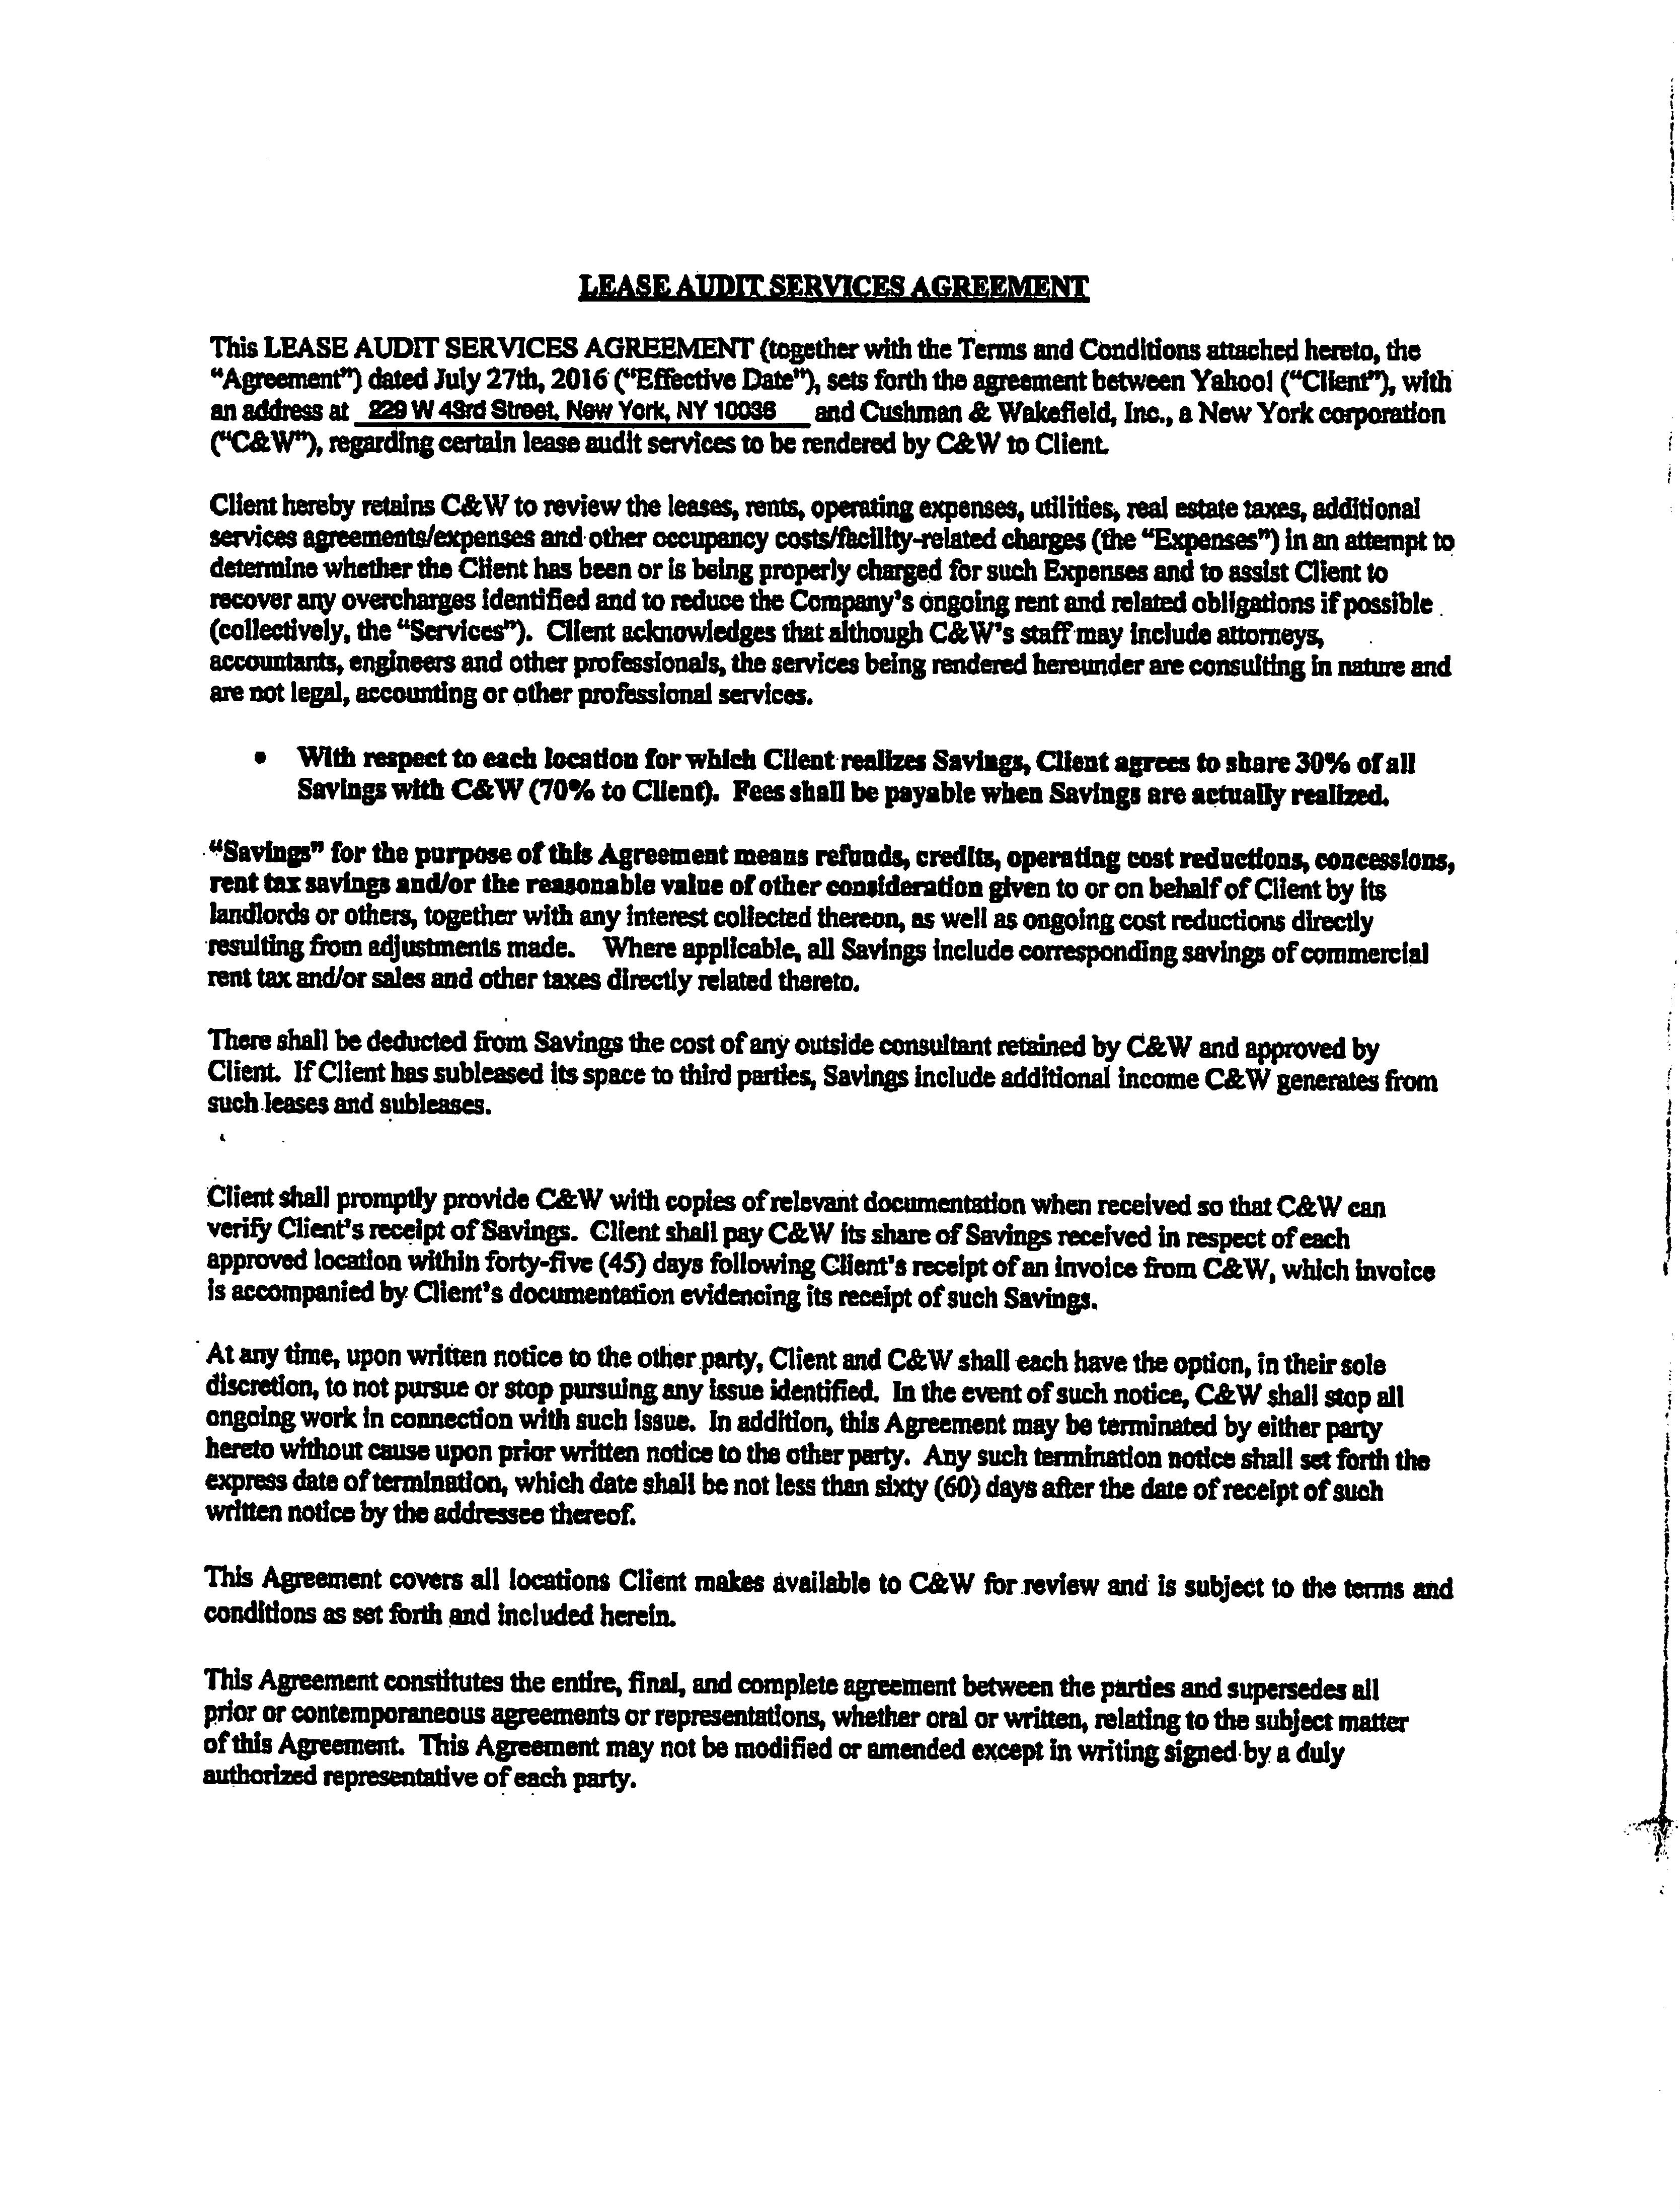 LEASE AUDIT SERVICES AGREEMENT
This LEASE AUDIT SERVICES AGREEMENT (together with the Terms and Conditions attached hereto, the
“Agreement”) dated July 27th, 2016 (“Effective Date”), sets forth the agreement between Yahoo! (“Client”), with
an address at 229 W 43rd Street, New York, NY 10036 and Cushman & Wakefield, Inc., a New York corporation
(“C&W”), regarding certain lease audit services to be rendered by C&W to Client.
Client hereby retains C&W to review the leases, rents, operating expenses, utilities, real estate taxes, additional
services agreements/expenses and other occupancy costs/facility-related charges (the “Expenses”) in an attempt to
determine whether the Client has been or is being properly charged for such Expenses and to assist Client to
recover any overcharges identified and to reduce the Company's ongoing rent and related obligations if possible
(collectively, the “Services”). Client acknowledges that although C&W's staff may include attorneys,
accountants, engineers and other professionals, the services being rendered hereunder are consulting in nature and
are not legal, accounting or other professional services.
• With respect to each location for which Client realizes Savings, Client agrees to share 30% of all
Savings with C&W (70% to Client). Fees shall be payable when Savings are actually realized.
“Savings” for the purpose of this Agreement means refunds, credits, operating cost reductions, concessions,
rent tax savings and/or the reasonable value of other consideration given to or on behalf of Client by its
landlords or others, together with any interest collected thereon, as well as ongoing cost reductions directly
resulting from adjustments made. Where applicable, all Savings include corresponding savings of commercial
rent tax and/or sales and other taxes directly related thereto.
There shall be deducted from Savings the cost of any outside consultant retained by C&W and approved by
Client. If Client has subleased its space to third parties, Savings include additional income C&W generates from
such leases and subleases.
Client shall promptly provide C&W with copies of relevant documentation when received so that C&W can
verify Client's receipt of Savings. Client shall pay C&W its share of Savings received in respect of each
approved location within forty-five (45) days following Client's receipt of an invoice from C&W, which invoice
is accompanied by Client's documentation evidencing its receipt of such Savings.
At any time, upon written notice to the other party, Client and C&W shall each have the option, in their sole
discretion, to not pursue or stop pursuing any issue identified. In the event of such notice, C&W shall stop all
ongoing work in connection with such issue. In addition, this Agreement may be terminated by either party
hereto without cause upon prior written notice to the other party. Any such termination notice shall set forth the
express date of termination, which date shall be not less than sixty (60) days after the date of receipt of such
written notice by the addressee thereof.
This Agreement covers all locations Client makes available to C&W for review and is subject to the terms and
conditions as set forth and included herein.
This Agreement constitutes the entire, final, and complete agreement between the parties and supersedes all
prior or contemporaneous agreements or representations, whether oral or written, relating to the subject matter
of this Agreement. This Agreement may not be modified or amended except in writing signed by a duly
authorized representative of each party.